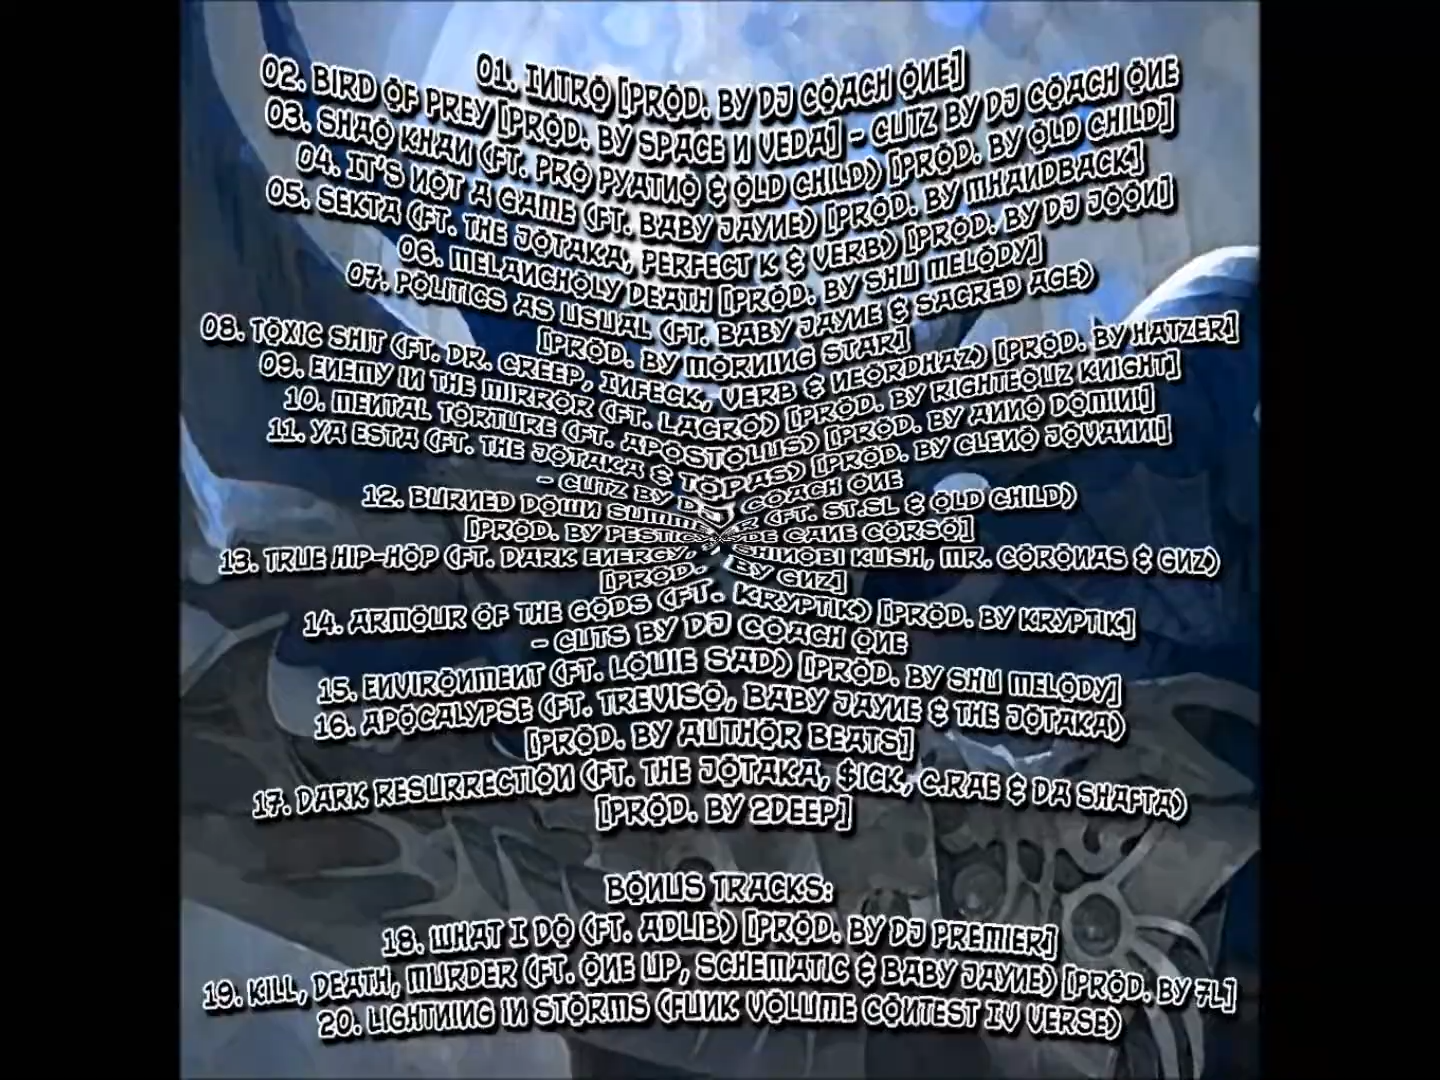 01. INTRO [PROD. BY DJ COACH ONE]
02. BIRD OF PREY [PROD. BY SPACE N VEDA] - CUTZ BY DJ COACH ONE
03. SHAO KHAN (FT. PRO PYATNO & OLD CHILD) [PROD. BY OLD CHILD]
04. IT'S NOT A GAME (FT. BABY JAYNE) [PROD. BY MHANDBACK]
05. SEKTA (FT. THE JOTAKA, PERFECT K & VERB) [PROD. BY DJ JOON]
06. MELANCHOLY DEATH [PROD. BY SHU MELODY]
07. POLITICS AS USUAL (FT. BABY JAYNE & SACRED AGE)
[PROD. BY MORNING STAR]
08. TOXIC SHIT (FT. DR. CREEP, INFECK, VERB & NEORDHAZ) [PROD. BY HATZER]
09. ENEMY IN THE MIRROR (FT. LACRO) [PROD. BY RIGHTEOUZ KNIGHT]
10. MENTAL TORTURE (FT. APOSTOLUS) [PROD. BY ANNO DOMINI]
11. YA ESTA (FT. THE JOTAKA & TOPAS) [PROD. BY CLENO JOVANNI]
- CUTZ BY DJ COACH ONE
12. BURNED DOWN SUMMER (FT. ST.SL & OLD CHILD)
[PROD. BY PESTICYDE CANE CORSO]
13. TRUE HIP-HOP (FT. DARK ENERGY, SHINOBI KUSH, MR. CORONAS & GNZ)
[PROD. BY GNZ]
14. ARMOUR OF THE GODS (FT. KRYPTIK) [PROD. BY KRYPTIK]
- CUTS BY DJ COACH ONE
15. ENVIRONMENT (FT. LOUIE SAD) [PROD. BY SHU MELODY]
16. APOCALYPSE (FT. TREVISO, BABY JAYNE & THE JOTAKA)
[PROD. BY AUTHOR BEATS]
17. DARK RESURRECTION (FT. THE JOTAKA, $ICK, C.RAE & DA SHAFTA)
[PROD. BY 2DEEP]
BONUS TRACKS:
18. WHAT I DO (FT. ADLIB) [PROD. BY DJ PREMIER]
19. KILL, DEATH, MURDER (FT. ONE UP, SCHEMATIC & BABY JAYNE) [PROD. BY 7L]
20. LIGHTNING IN STORMS (FUNK VOLUME CONTEST IV VERSE)